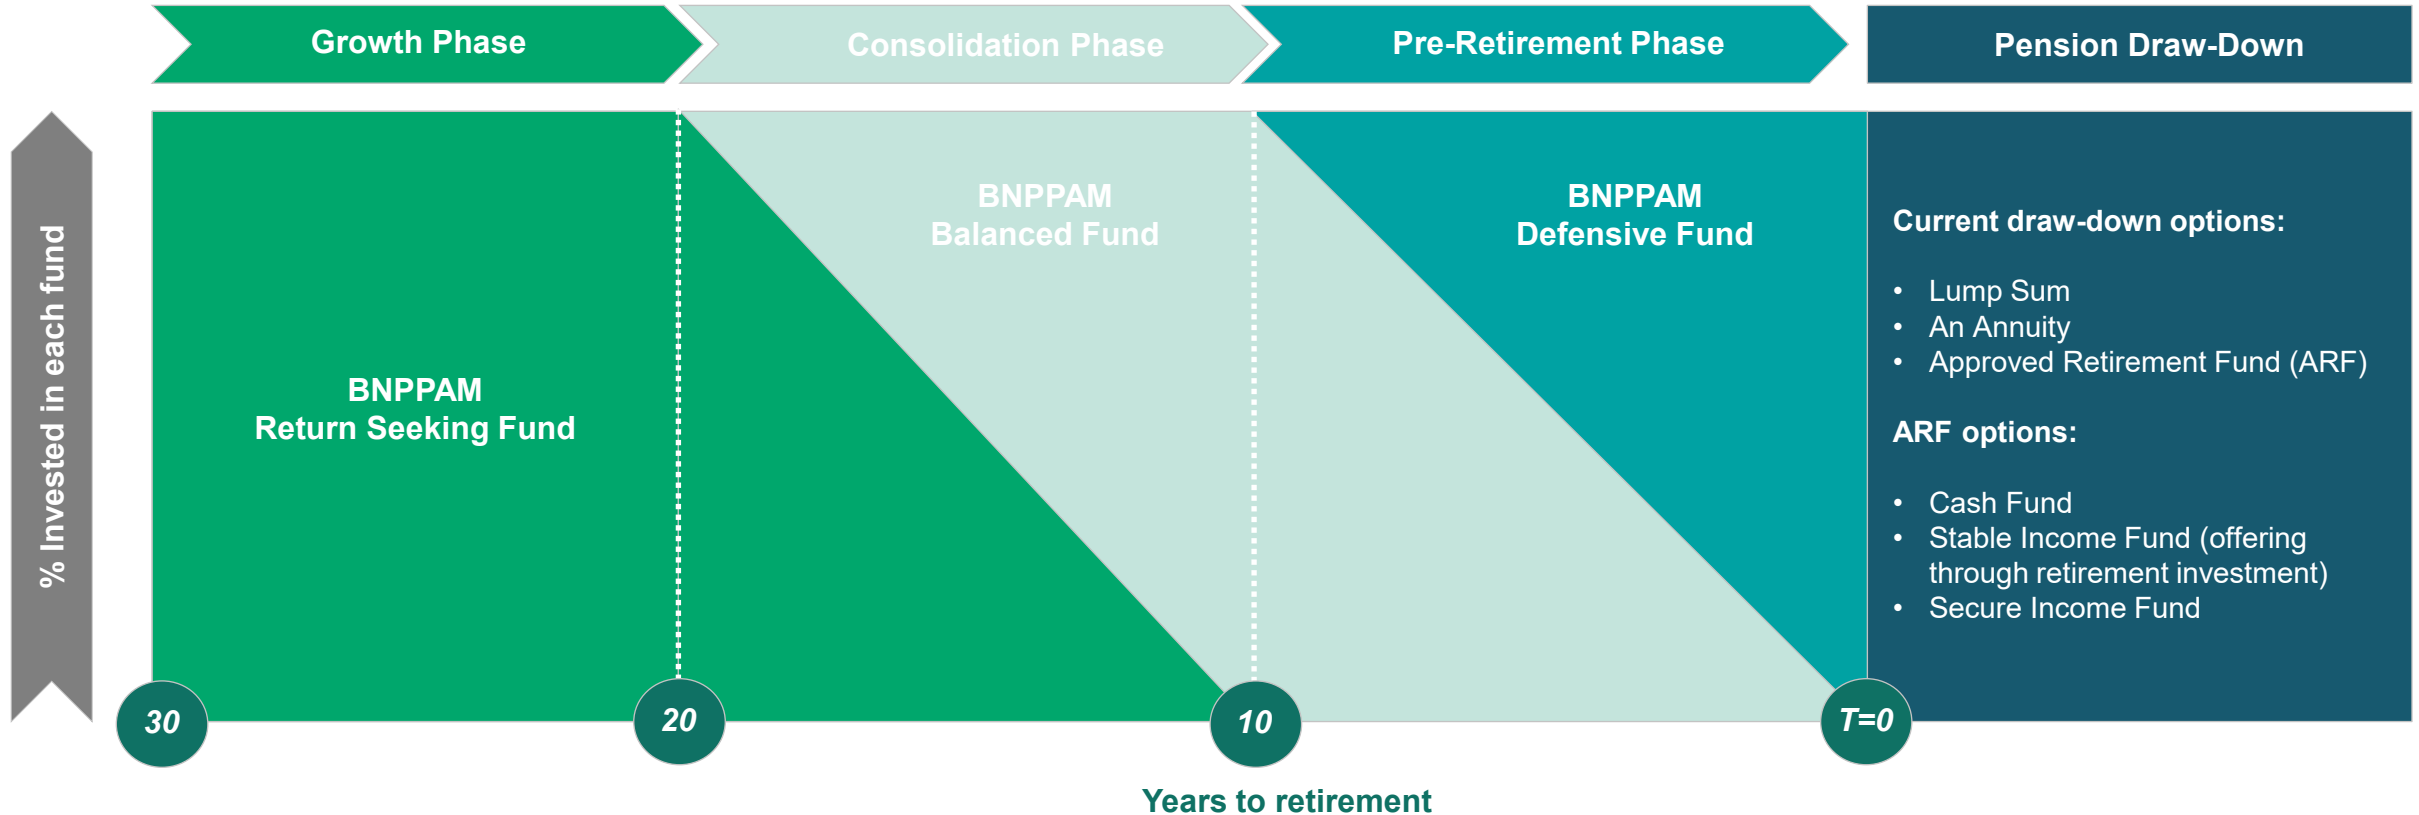 Growth Phase
Consolidation Phase
Pre-Retirement Phase
Pension Draw-Down
% Invested in each fund
BNPPAM
Return Seeking Fund
BNPPAM
Balanced Fund
BNPPAM
Defensive Fund
Current draw-down options:
• Lump Sum
• An Annuity
• Approved Retirement Fund (ARF)
ARF options:
• Cash Fund
• Stable Income Fund (offering
through retirement investment)
• Secure Income Fund
30
20
10
T=0
Years to retirement